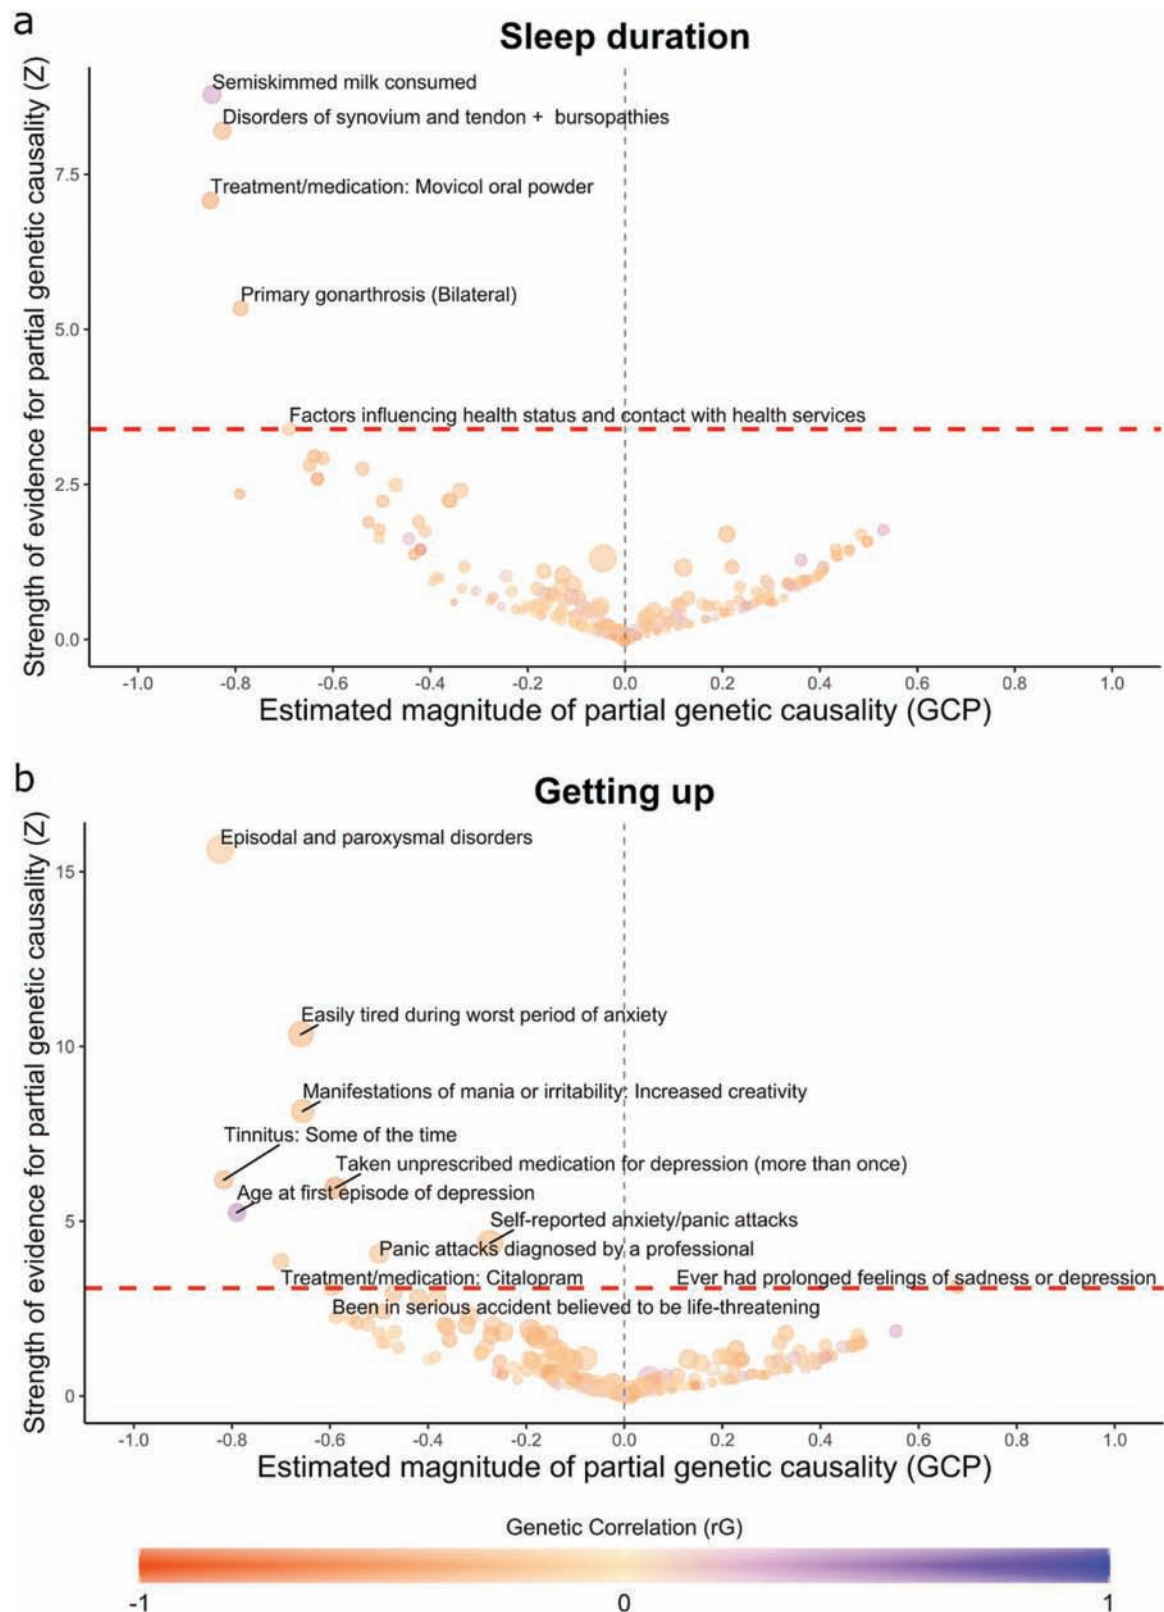 a
Sleep duration
Strength of evidence for partial genetic causality (Z)
7.5
5.0
2.5
0.0
Semiskimmed milk consumed
Disorders of synovium and tendon + bursopathies
Treatment/medication: Movicol oral powder
Primary gonarthrosis (Bilateral)
Factors influencing health status and contact with health services
-1.0 -0.8 -0.6 -0.4 -0.2 0.0 0.2 0.4 0.6 0.8 1.0
Estimated magnitude of partial genetic causality (GCP)
b
Getting up
Strength of evidence for partial genetic causality (Z)
15
10
5
0
Episodal and paroxysmal disorders
Easily tired during worst period of anxiety
Manifestations of mania or irritability: Increased creativity
Tinnitus: Some of the time
Taken unprescribed medication for depression (more than once)
Age at first episode of depression
Self-reported anxiety/panic attacks
Panic attacks diagnosed by a professional
Treatment/medication: Citalopram
Ever had prolonged feelings of sadness or depression
Been in serious accident believed to be life-threatening
-1.0 -0.8 -0.6 -0.4 -0.2 0.0 0.2 0.4 0.6 0.8 1.0
Estimated magnitude of partial genetic causality (GCP)
Genetic Correlation (rG)
-1 0 1